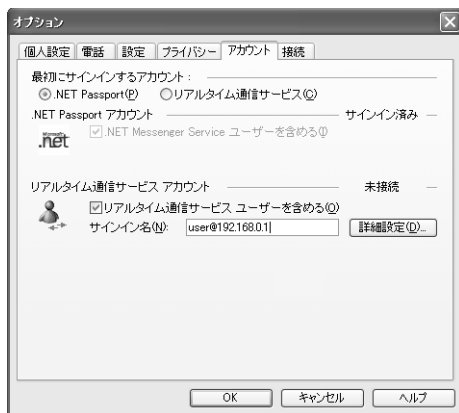 オプション
個人設定 電話 設定 プライバシー アカウント 接続
最初にサインインするアカウント：
.NET Passport(P) リアルタイム通信サービス(C)
.NET Passport アカウント サインイン済み
Microsoft .net
.NET Messenger Service ユーザーを含める(I)
リアルタイム通信サービス アカウント 未接続
リアルタイム通信サービス ユーザーを含める(O)
サインイン名(N): user@192.168.0.1 詳細設定(D)...
OK キャンセル ヘルプ